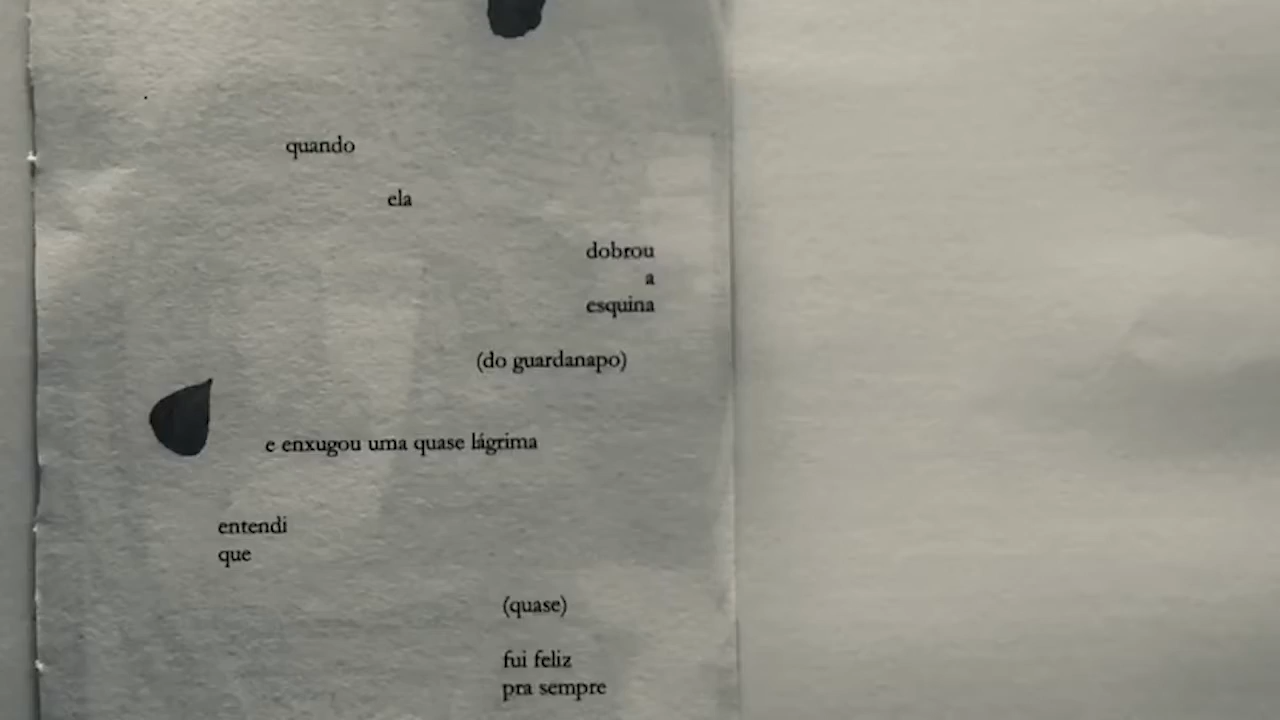 quando
ela
dobrou
a
esquina
(do guardanapo)
e enxugou uma quase lágrima
entendi
que
(quase)
fui feliz
pra sempre